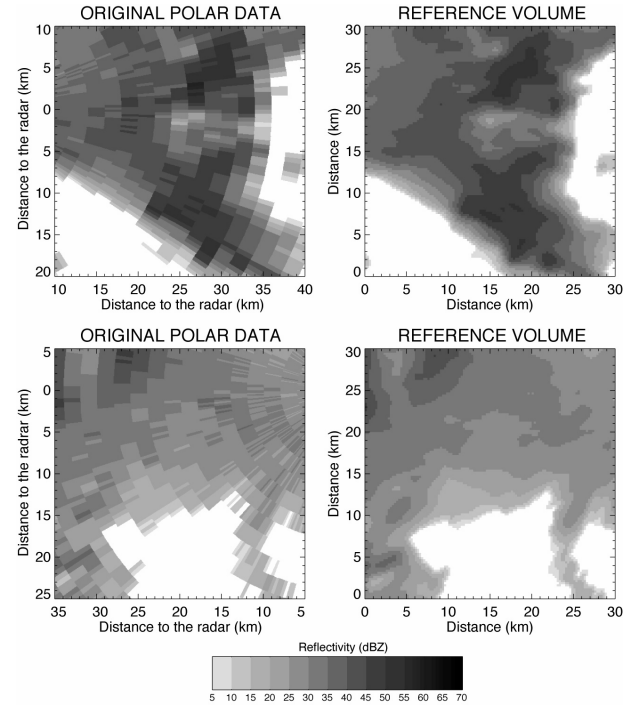 ORIGINAL POLAR DATA
REFERENCE VOLUME
10
5
0
5
10
15
20
Distance to the radar (km)
10 15 20 25 30 35 40
Distance to the radar (km)
30
25
20
15
10
5
0
Distance (km)
0 5 10 15 20 25 30
Distance (km)
ORIGINAL POLAR DATA
REFERENCE VOLUME
5
0
5
10
15
20
25
Distance to the radrar (km)
35 30 20 10 5
Distance to the radar (km)
30
25
20
15
10
5
0
Distance (km)
0 5 10 15 20 25 30
Distance (km)
Reflectivity (dBZ)
5 10 15 20 25 30 35 40 45 50 55 60 65 70